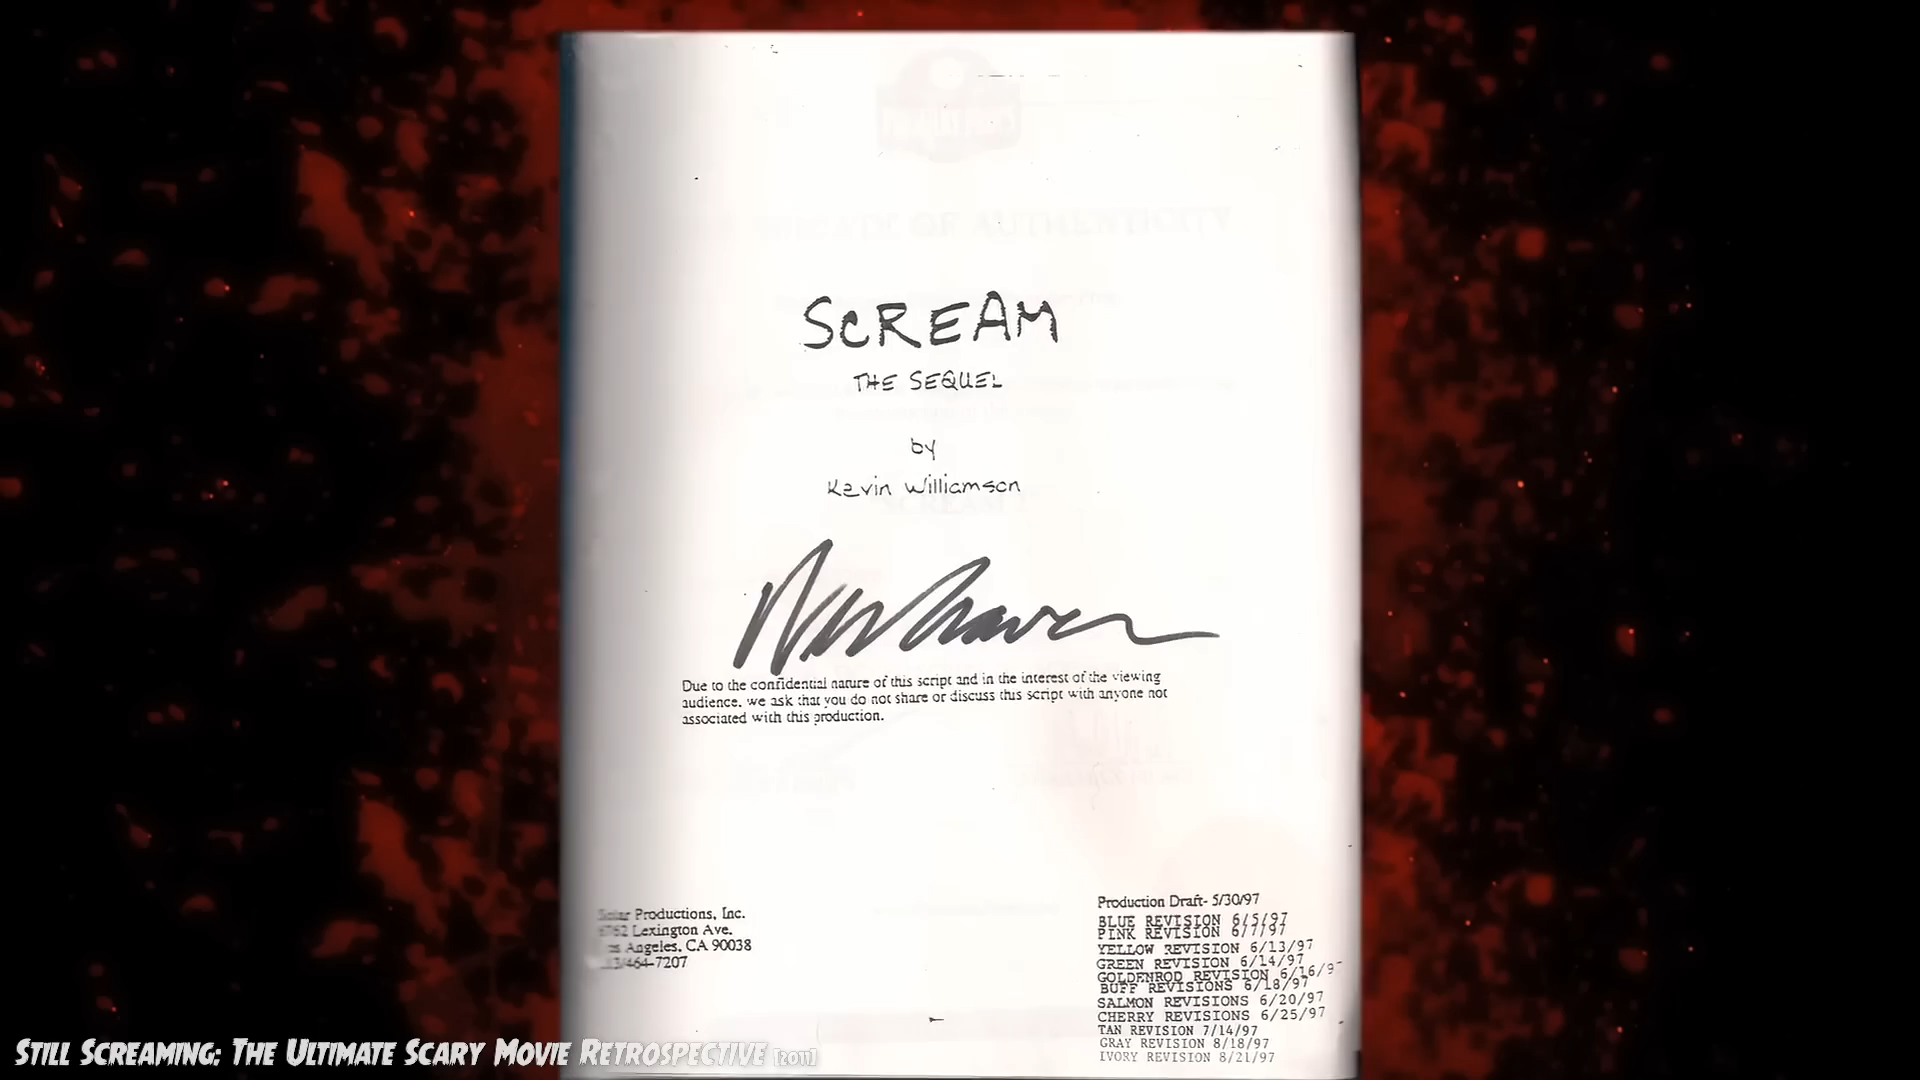 SCREAM
THE SEQUEL
by
Kevin Williamson
Wes Craven
Due to the confidential nature of this script and in the interest of the viewing
audience, we ask that you do not share or discuss this script with anyone not
associated with this production.
Productions, Inc.
6762 Lexington Ave.
Angeles, CA 90038
Production Draft- 5/30/97
BLUE REVISION 6/5/97
PINK REVISION 6/7/97
YELLOW REVISION 6/13/97
GREEN REVISION 6/14/97
GOLDENROD REVISION 6/16/9
BUFF REVISIONS 6/18/97
SALMON REVISIONS 6/20/97
CHERRY REVISIONS 6/25/97
TAN REVISION 7/14/97
GRAY REVISION 8/18/97
IVORY REVISION 8/21/97
STILL SCREAMING: THE ULTIMATE SCARY MOVIE RETROSPECTIVE [2011]